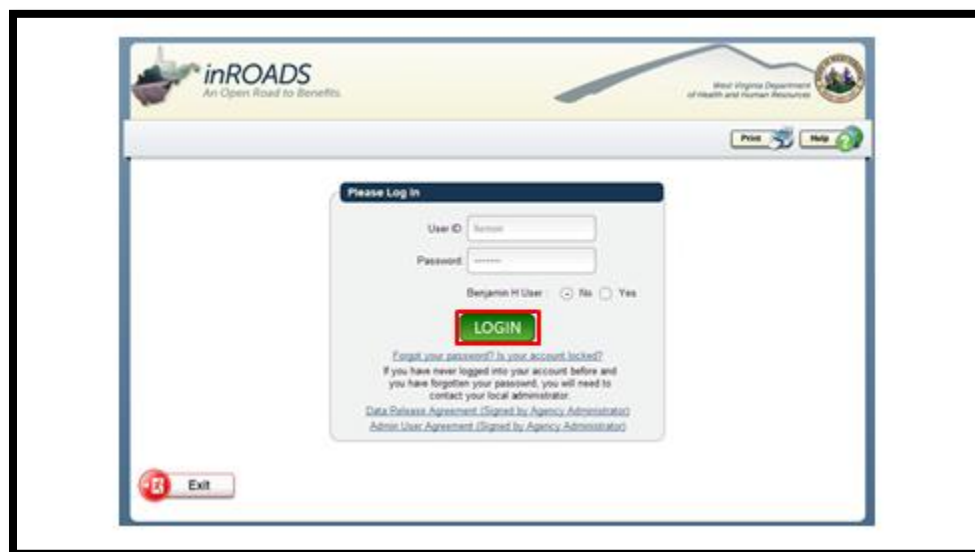 inROADS
An Open Road to Benefits.
West Virginia Department
of Health and Human Resources
Print
Help
Please Log In
User ID
Password
Benjamin H User : No Yes
LOGIN
Forgot your password? Is your account locked?
If you have never logged into your account before and
you have forgotten your password, you will need to
contact your local administrator.
Data Release Agreement (Signed by Agency Administrator)
Admin User Agreement (Signed by Agency Administrator)
Exit